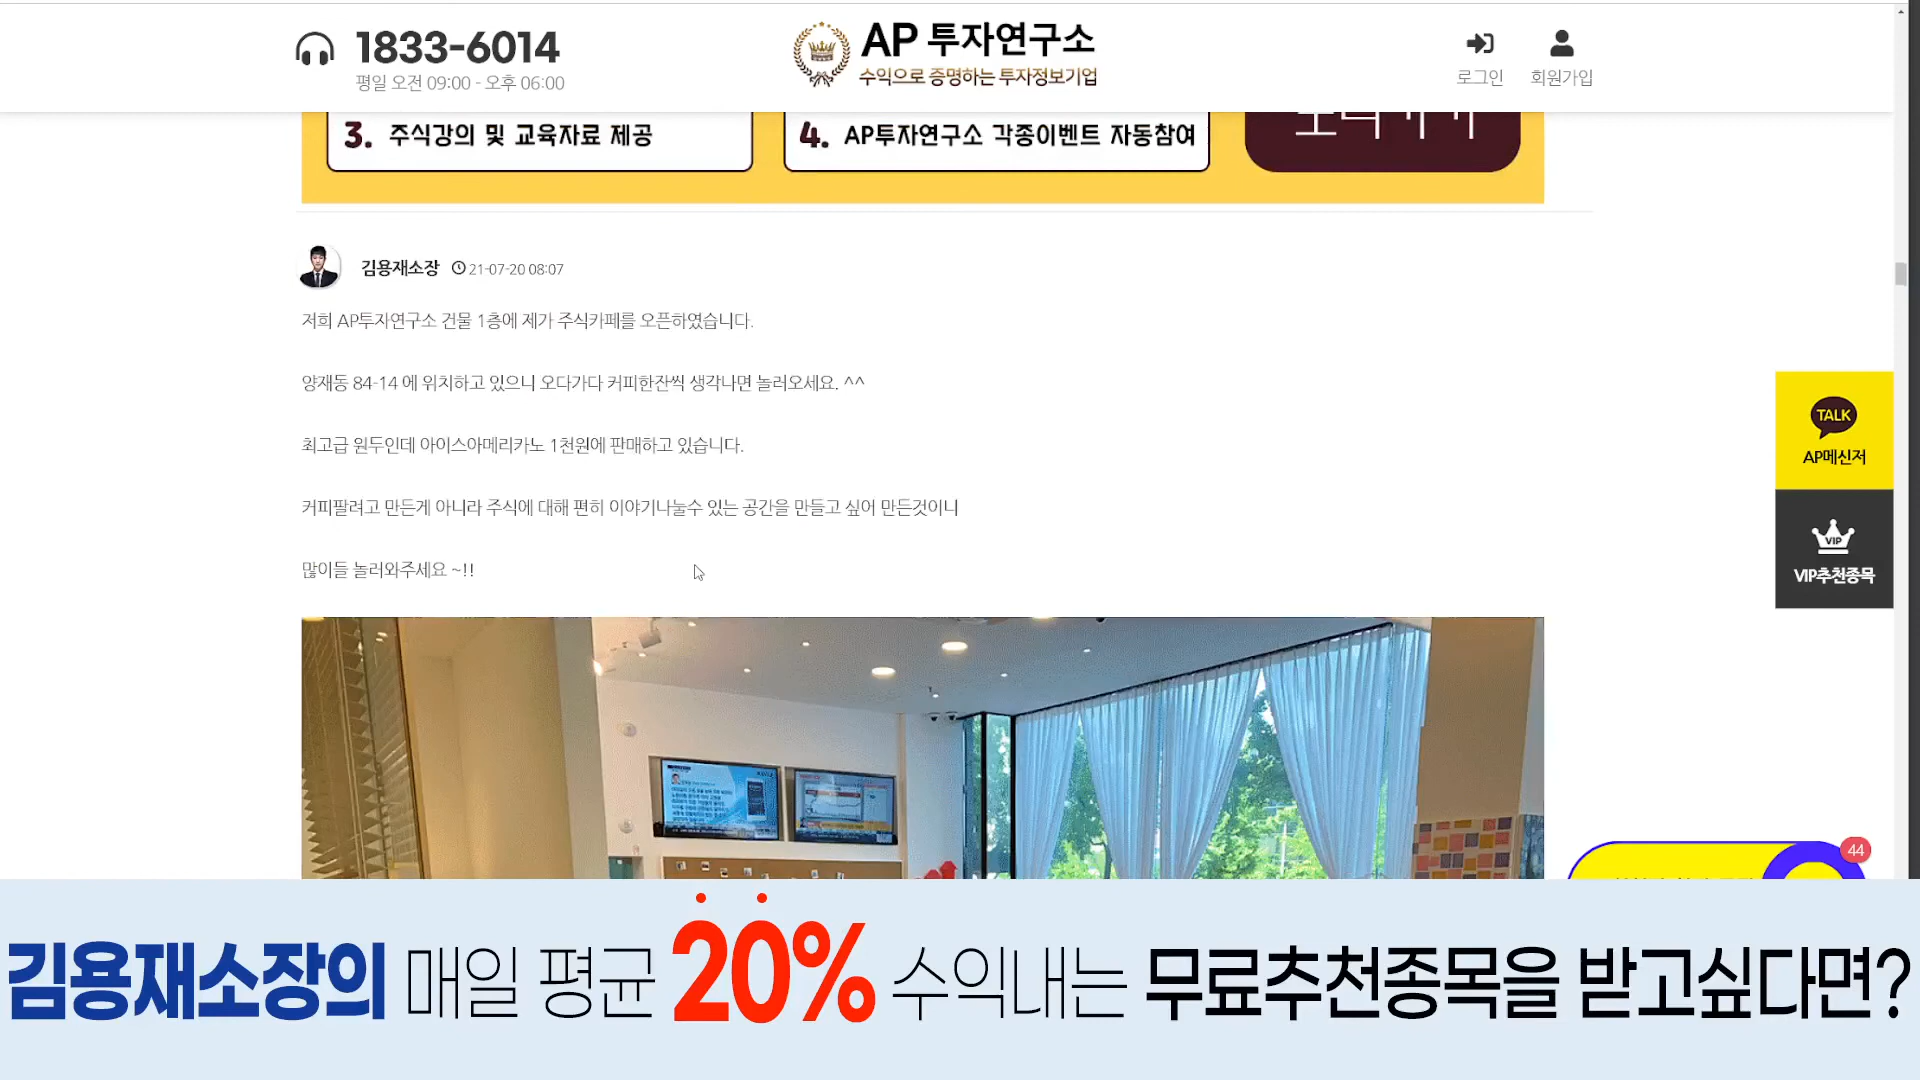 1833-6014
평일 오전 09:00 - 오후 06:00
AP 투자연구소
수익으로 증명하는 투자정보기업
로그인
회원가입
3. 주식강의 및 교육자료 제공
4. AP투자연구소 각종이벤트 자동참여
김용재소장 21-07-20 08:07
저희 AP투자연구소 건물 1층에 제가 주식카페를 오픈하였습니다.
양재동 84-14 에 위치하고 있으니 오다가다 커피한잔씩 생각나면 놀러오세요. ^^
최고급 원두인데 아이스아메리카노 1천원에 판매하고 있습니다.
커피팔려고 만든게 아니라 주식에 대해 편히 이야기나눌수 있는 공간을 만들고 싶어 만든것이니
많이들 놀러와주세요 ~!!
TALK
AP메신저
VIP
VIP추천종목
44
김용재소장의 매일 평균 20% 수익내는 무료추천종목을 받고싶다면?